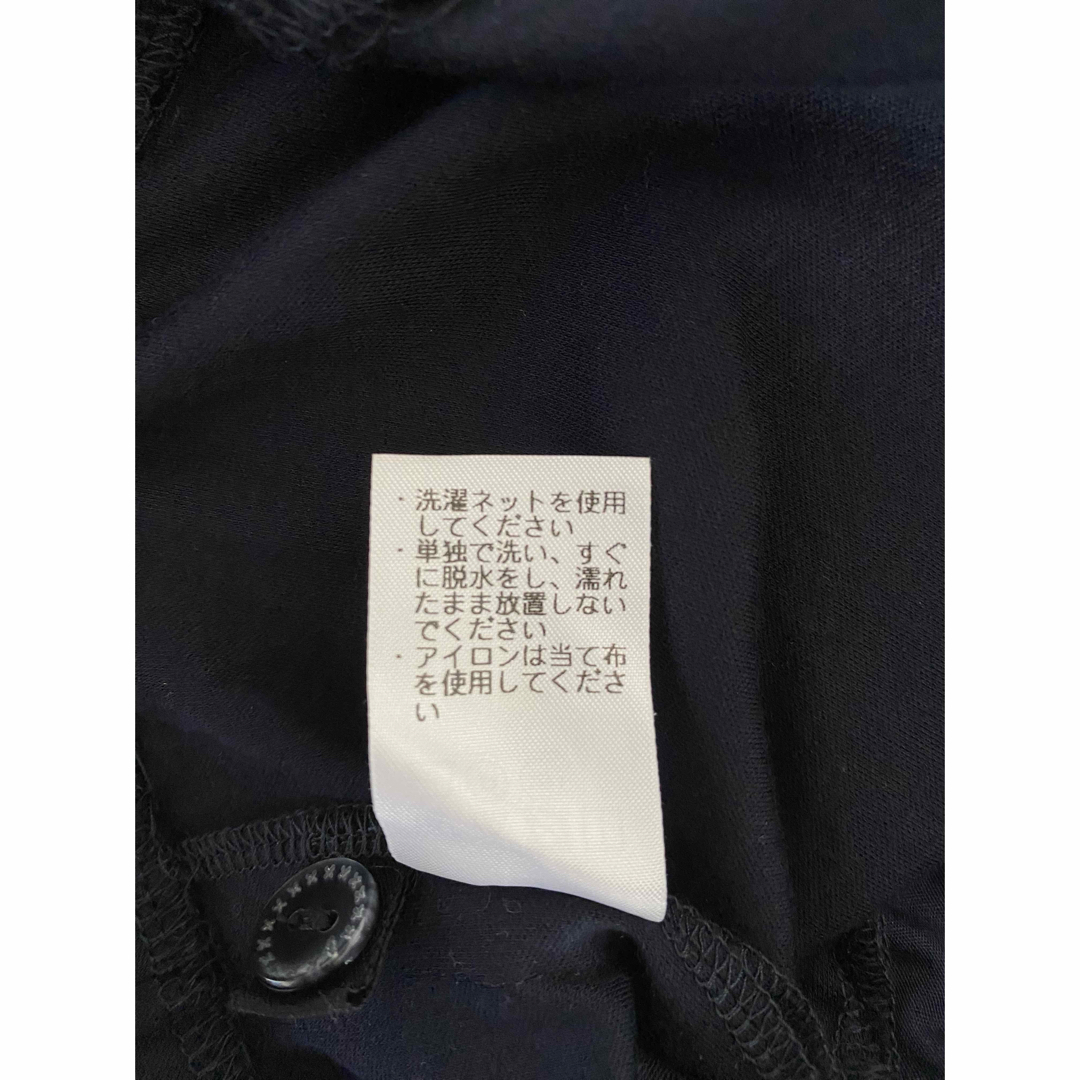 ・洗濯ネットを使用
してください
・単独で洗い、すぐ
に脱水をし、濡れ
たまま放置しない
でください
・アイロンは当て布
を使用してくださ
い